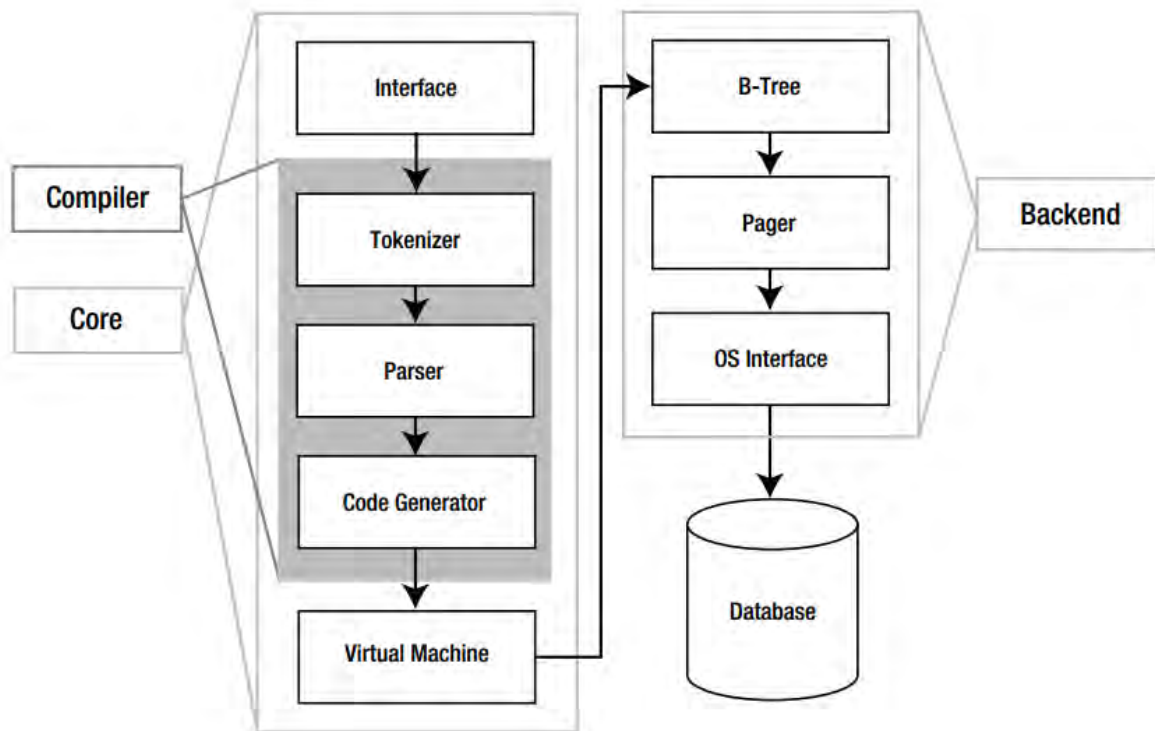 Interface
Compiler
Tokenizer
Core
Parser
Code Generator
Virtual Machine
B-Tree
Pager
Backend
OS Interface
Database